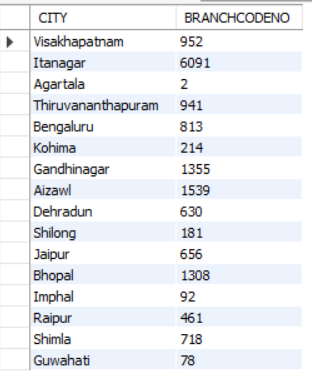 CITY BRANCHCODENO
Visakhapatnam 952
Itanagar 6091
Agartala 2
Thiruvananthapuram 941
Bengaluru 813
Kohima 214
Gandhinagar 1355
Aizawl 1539
Dehradun 630
Shilong 181
Jaipur 656
Bhopal 1308
Imphal 92
Raipur 461
Shimla 718
Guwahati 78